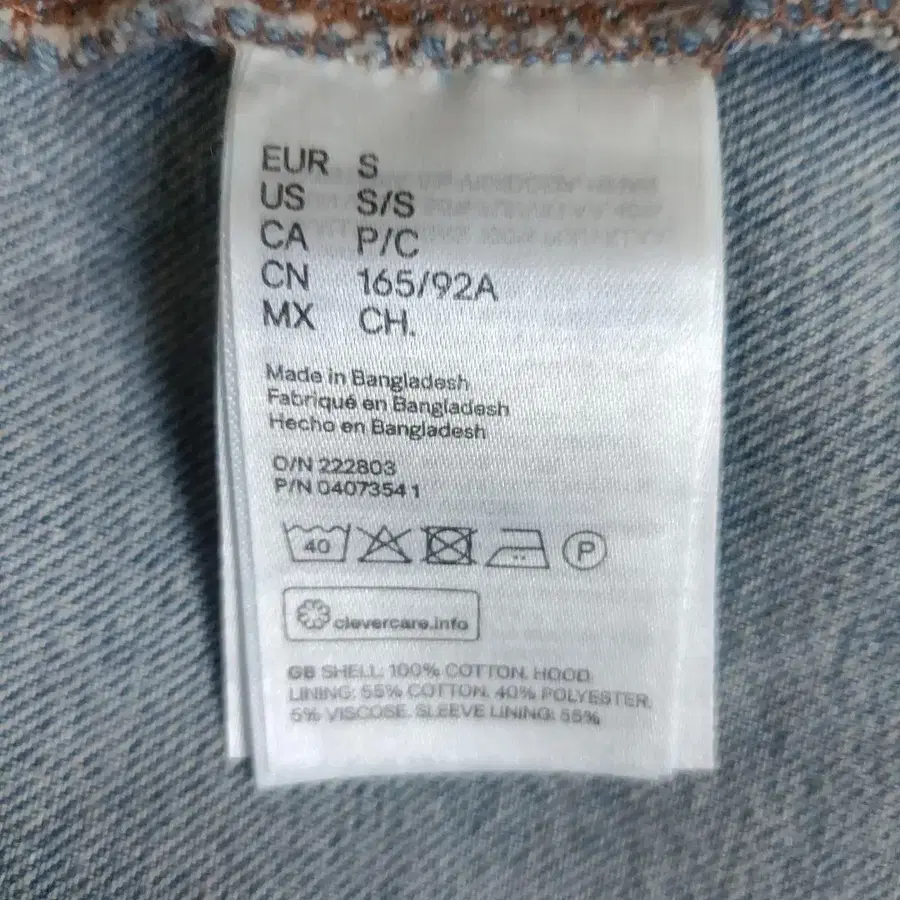 EUR S
US S/S
CA P/C
CN 165/92A
MX CH.
Made in Bangladesh
Fabriqué en Bangladesh
Hecho en Bangladesh
O/N 222803
P/N 04073541
40
P
clevercare.info
GB SHELL: 100% COTTON. HOOD
LINING: 55% COTTON. 40% POLYESTER.
5% VISCOSE. SLEEVE LINING: 55%